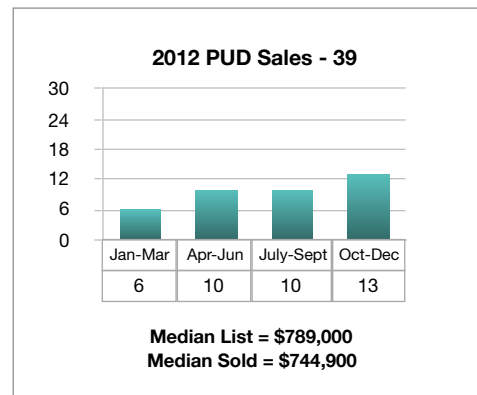 2012 PUD Sales - 39
30
24
18
12
6
0
Jan-Mar Apr-Jun July-Sept Oct-Dec
6 10 10 13
Median List = $789,000
Median Sold = $744,900